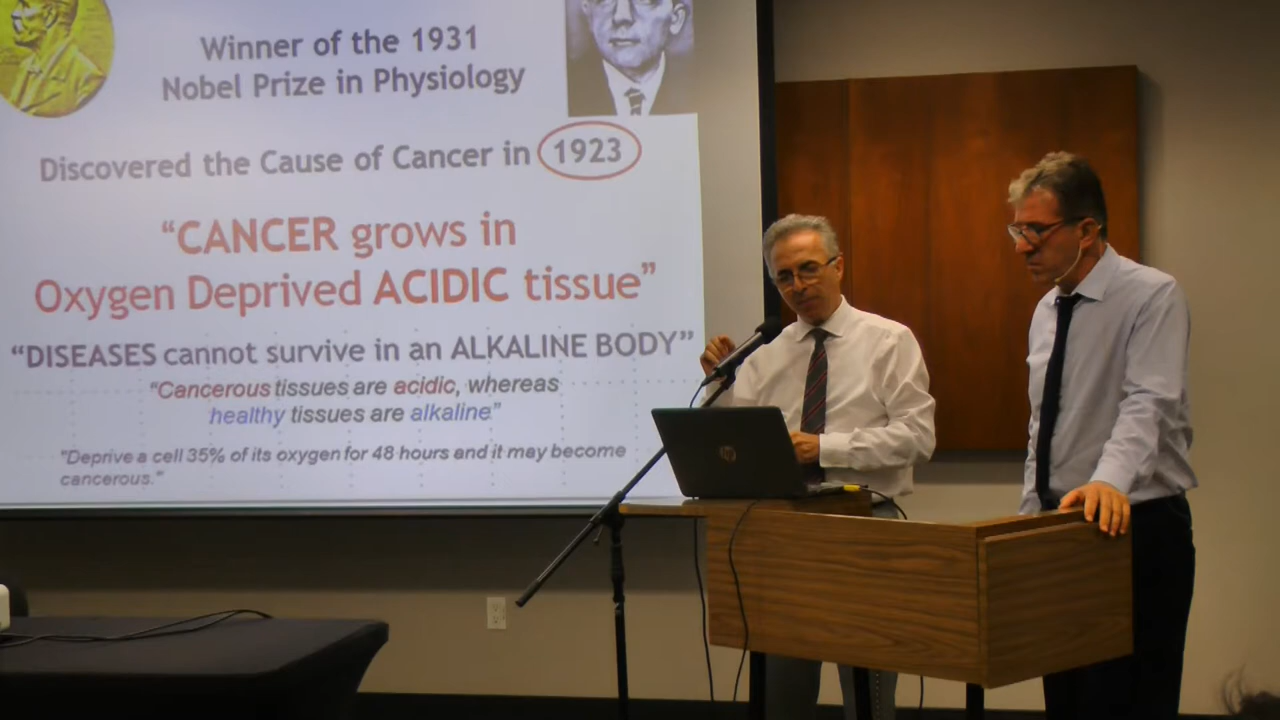 Winner of the 1931
Nobel Prize in Physiology
Discovered the Cause of Cancer in 1923
“CANCER grows in
Oxygen Deprived ACIDIC tissue”
“DISEASES cannot survive in an ALKALINE BODY”
“Cancerous tissues are acidic, whereas
healthy tissues are alkaline”
"Deprive a cell 35% of its oxygen for 48 hours and it may become
cancerous."
hp